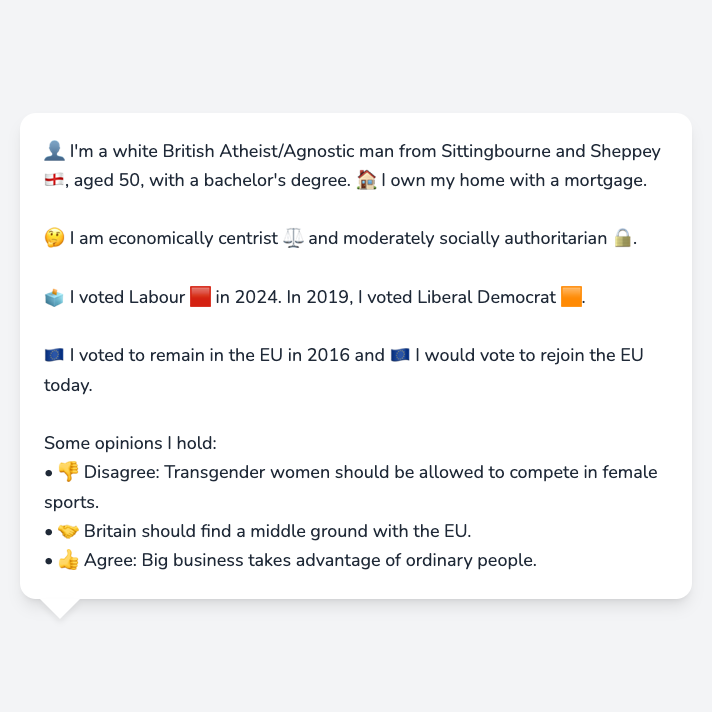 👤 I'm a white British Atheist/Agnostic man from Sittingbourne and Sheppey
🏴󠁧󠁢󠁥󠁮󠁧󠁿, aged 50, with a bachelor's degree. 🏠 I own my home with a mortgage.
🤔 I am economically centrist ⚖️ and moderately socially authoritarian 🔒.
🗳️ I voted Labour 🟥 in 2024. In 2019, I voted Liberal Democrat 🟧.
🇪🇺 I voted to remain in the EU in 2016 and 🇪🇺 I would vote to rejoin the EU
today.
Some opinions I hold:
• 👎 Disagree: Transgender women should be allowed to compete in female
sports.
• 🤝 Britain should find a middle ground with the EU.
• 👍 Agree: Big business takes advantage of ordinary people.